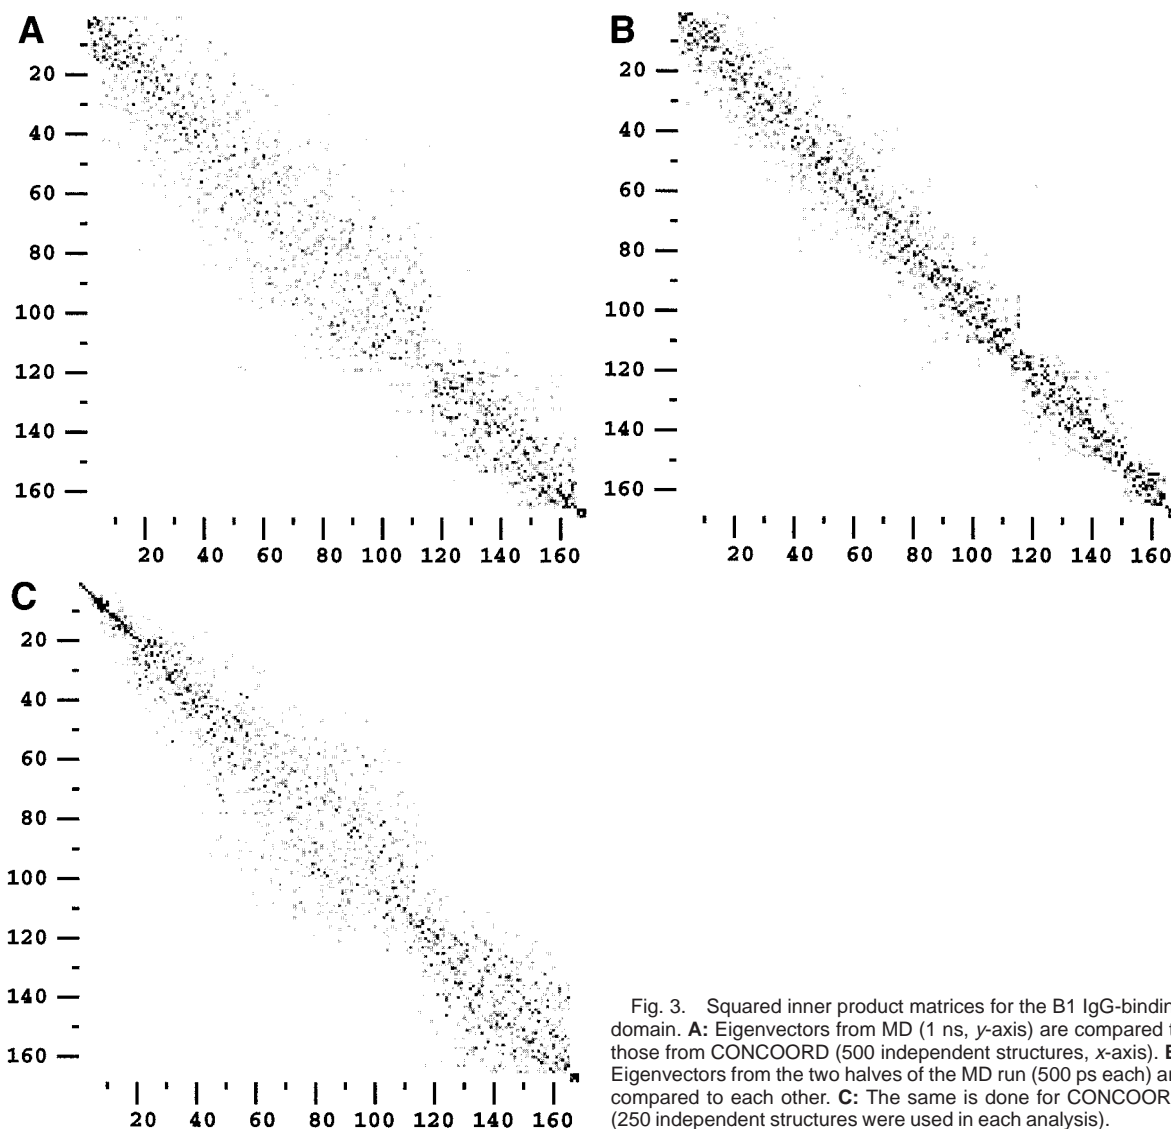 A
20
40
60
80
100
120
140
160
20 40 60 80 100 120 140 160
B
20
40
60
80
100
120
140
160
20 40 60 80 100 120 140 160
C
20
40
60
80
100
120
140
160
20 40 60 80 100 120 140 160
Fig. 3. Squared inner product matrices for the B1 IgG-bindin
domain. A: Eigenvectors from MD (1 ns, y-axis) are compared t
those from CONCOORD (500 independent structures, x-axis). B
Eigenvectors from the two halves of the MD run (500 ps each) ar
compared to each other. C: The same is done for CONCOOR
(250 independent structures were used in each analysis).